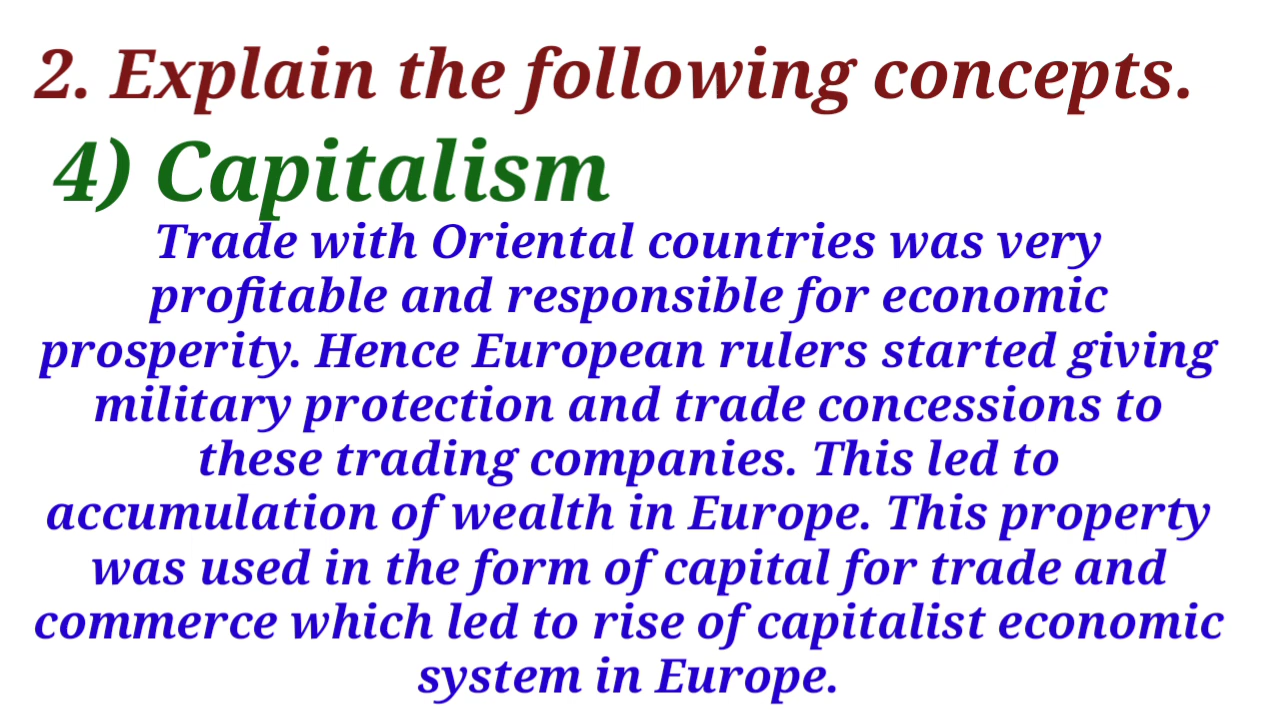 2. Explain the following concepts.
4) Capitalism
Trade with Oriental countries was very
profitable and responsible for economic
prosperity. Hence European rulers started giving
military protection and trade concessions to
these trading companies. This led to
accumulation of wealth in Europe. This property
was used in the form of capital for trade and
commerce which led to rise of capitalist economic
system in Europe.